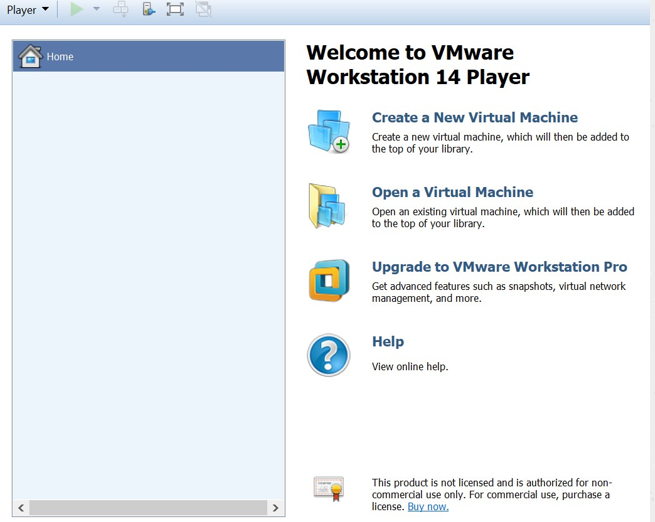 Player
Home
Welcome to VMware
Workstation 14 Player
Create a New Virtual Machine
Create a new virtual machine, which will then be added to
the top of your library.
Open a Virtual Machine
Open an existing virtual machine, which will then be added
to the top of your library.
Upgrade to VMware Workstation Pro
Get advanced features such as snapshots, virtual network
management, and more.
Help
View online help.
This product is not licensed and is authorized for non-
commercial use only. For commercial use, purchase a
license. Buy now.